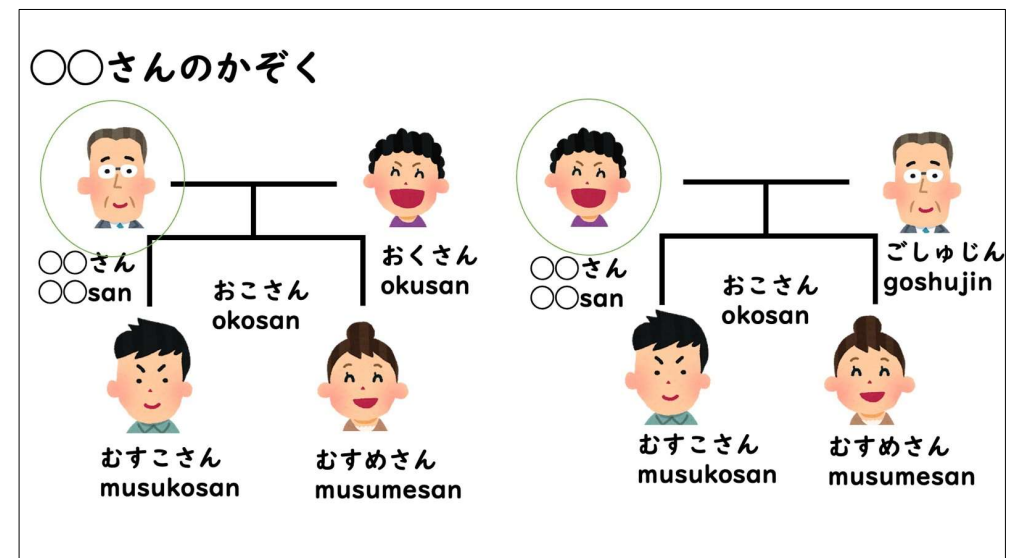 ○○さんのかぞく
○○さん
○○san
おこさん
okosan
おくさん
okusan
むすこさん
musukosan
むすめさん
musumesan
○○さん
○○san
おこさん
okosan
ごしゅじん
goshujin
むすこさん
musukosan
むすめさん
musumesan